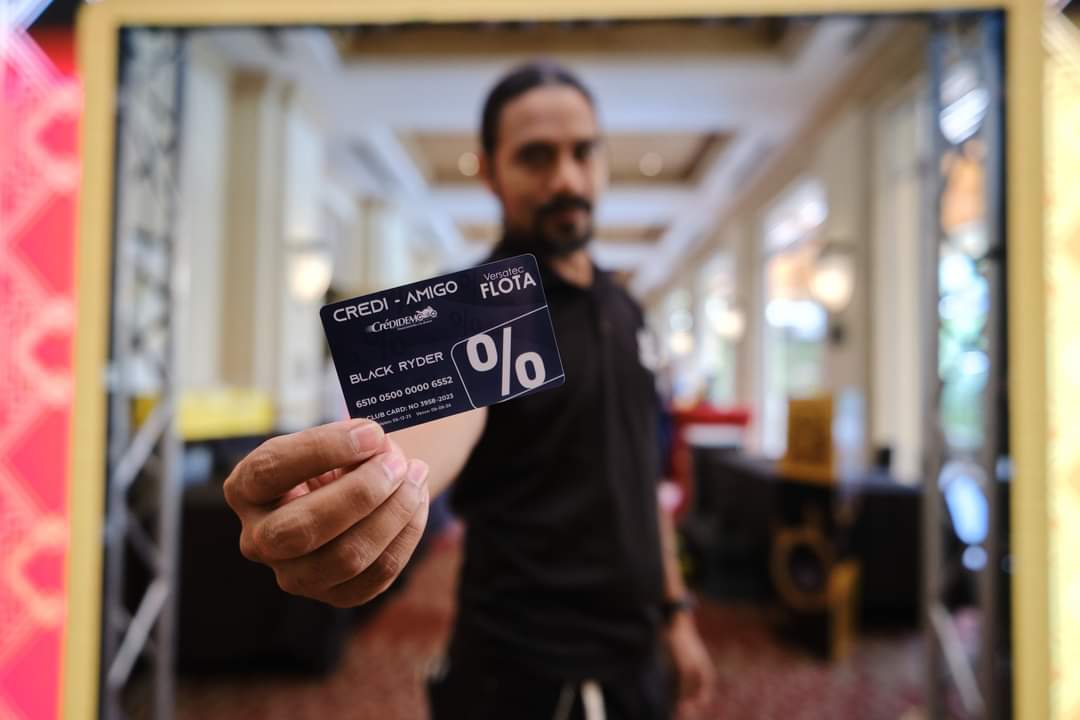 CREDI - AMIGO
Versatec
FLOTA
CRéDIDEMO
BLACK RYDER
%
6510 0500 0000 6552
CLUB CARD: NO 3958-2023